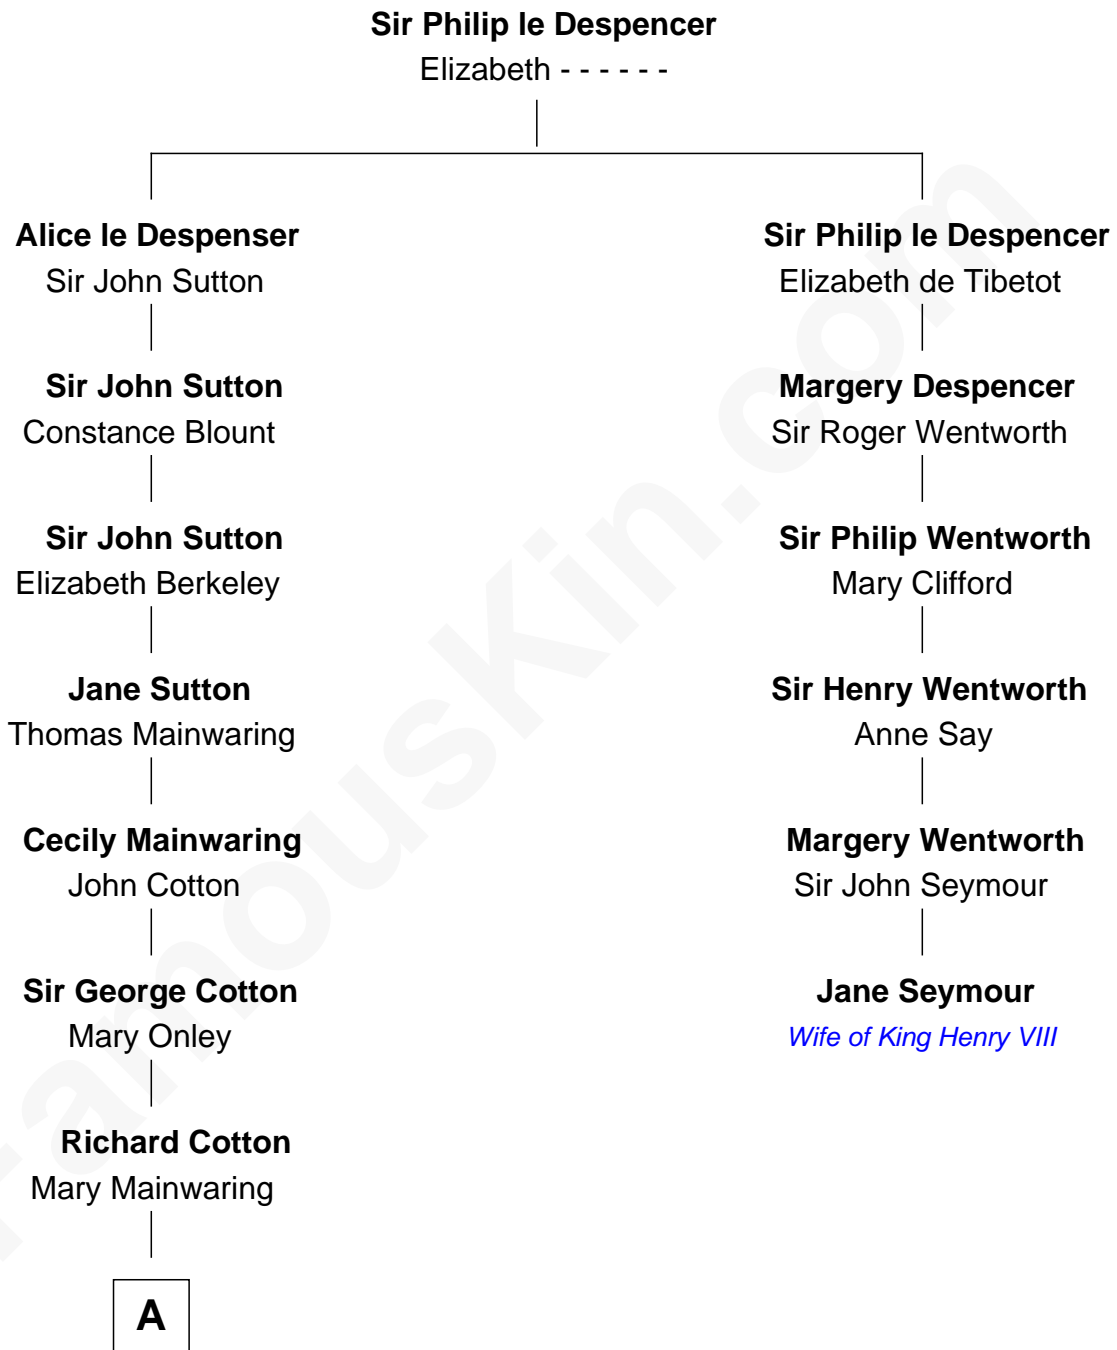 Sir Philip le Despencer
Elizabeth - - - - - -
Alice le Despenser
Sir John Sutton
Sir Philip le Despencer
Elizabeth de Tibetot
Sir John Sutton
Constance Blount
Margery Despencer
Sir Roger Wentworth
Sir John Sutton
Elizabeth Berkeley
Sir Philip Wentworth
Mary Clifford
Jane Sutton
Thomas Mainwaring
Sir Henry Wentworth
Anne Say
Cecily Mainwaring
John Cotton
Margery Wentworth
Sir John Seymour
Sir George Cotton
Mary Onley
Jane Seymour
Wife of King Henry VIII
Richard Cotton
Mary Mainwaring
A
FamousKin.com